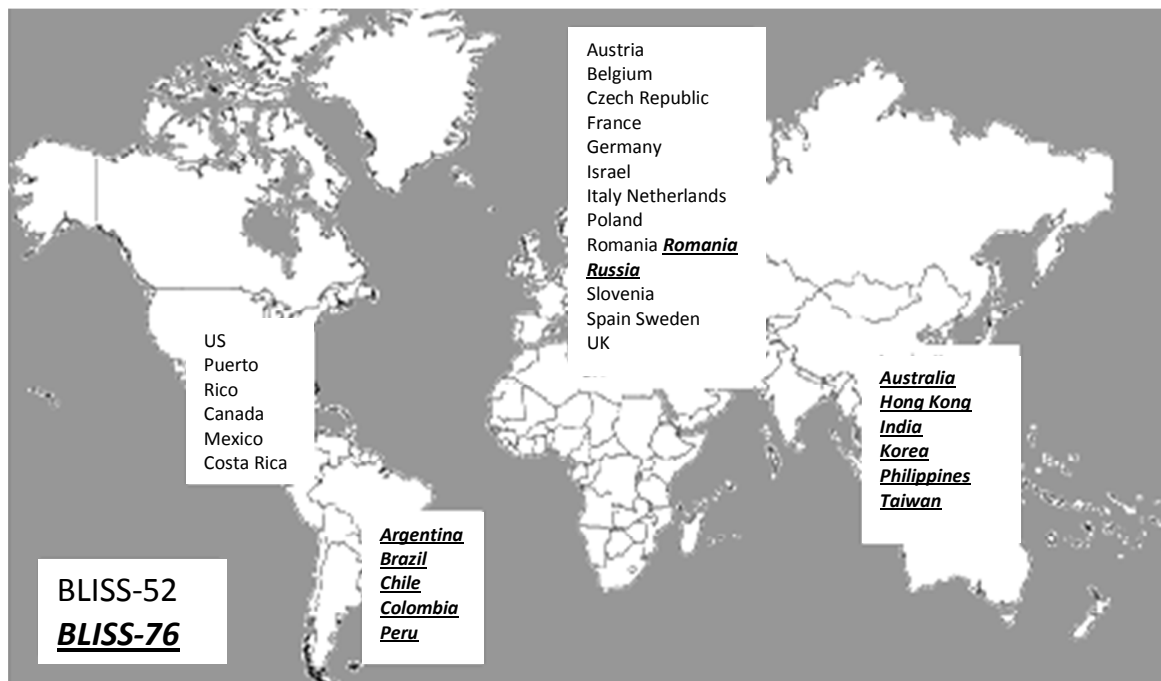 US
Puerto
Rico
Canada
Mexico
Costa Rica
Argentina
Brazil
Chile
Colombia
Peru
Austria
Belgium
Czech Republic
France
Germany
Israel
Italy Netherlands
Poland
Romania Romania
Russia
Slovenia
Spain Sweden
UK
Australia
Hong Kong
India
Korea
Philippines
Taiwan
BLISS-52
BLISS-76